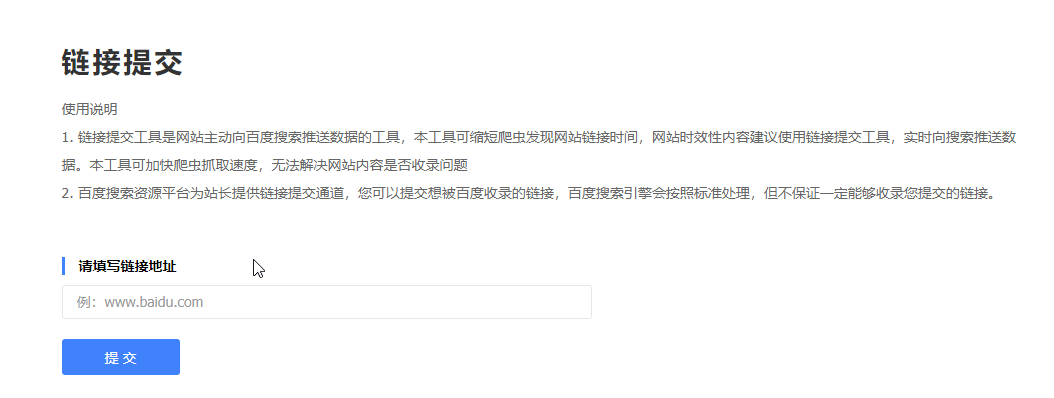 链接提交
使用说明
1. 链接提交工具是网站主动向百度搜索推送数据的工具，本工具可缩短爬虫发现网站链接时间，网站时效性内容建议使用链接提交工具，实时向搜索推送数
据。本工具可加快爬虫抓取速度，无法解决网站内容是否收录问题
2. 百度搜索资源平台为站长提供链接提交通道，您可以提交想被百度收录的链接，百度搜索引擎会按照标准处理，但不保证一定能够收录您提交的链接。
请填写链接地址
例：www.baidu.com
提 交